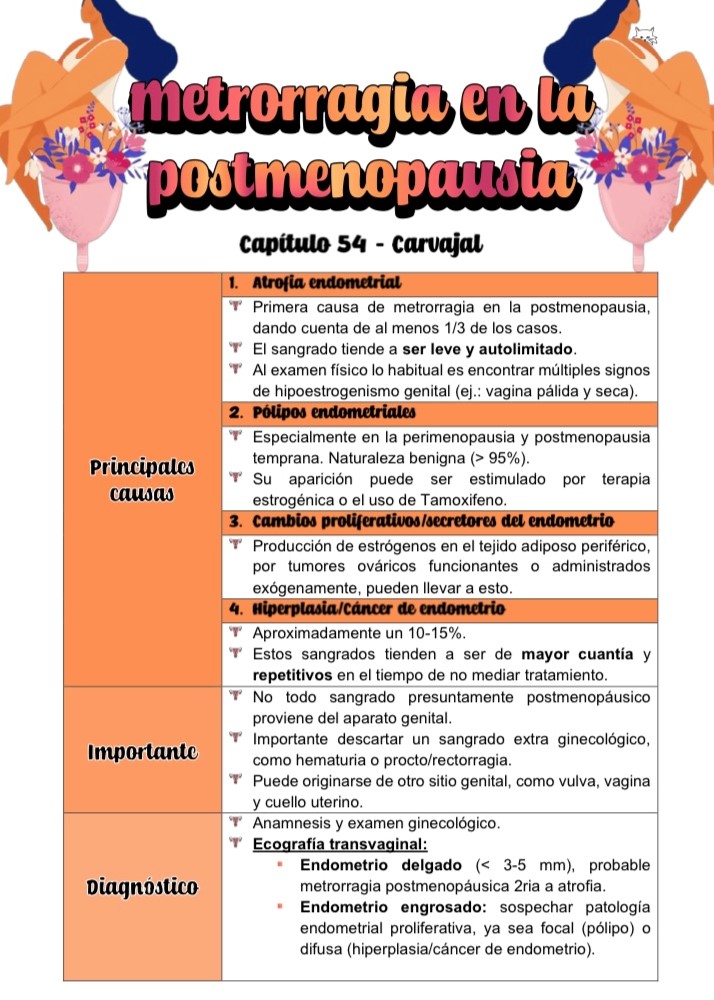 Metrorragia en la
postmenopausia
Capítulo 54 - Carvajal
Principales
causas
1. Atrofia endometrial
Primera causa de metrorragia en la postmenopausia,
dando cuenta de al menos 1/3 de los casos.
El sangrado tiende a ser leve y autolimitado.
Al examen físico lo habitual es encontrar múltiples signos
de hipoestrogenismo genital (ej.: vagina pálida y seca).
2. Pólipos endometriales
Especialmente en la perimenopausia y postmenopausia
temprana. Naturaleza benigna (> 95%).
Su aparición puede ser estimulado por terapia
estrogénica o el uso de Tamoxifeno.
3. Cambios proliferativos/secretores del endometrio
Producción de estrógenos en el tejido adiposo periférico,
por tumores ováricos funcionantes o administrados
exógenamente, pueden llevar a esto.
4. Hiperplasia/Cáncer de endometrio
Aproximadamente un 10-15%.
Estos sangrados tienden a ser de mayor cuantía y
repetitivos en el tiempo de no mediar tratamiento.
Importante
No todo sangrado presuntamente postmenopáusico
proviene del aparato genital.
Importante descartar un sangrado extra ginecológico,
como hematuria o procto/rectorragia.
Puede originarse de otro sitio genital, como vulva, vagina
y cuello uterino.
Diagnóstico
Anamnesis y examen ginecológico.
Ecografía transvaginal:
Endometrio delgado (< 3-5 mm), probable
metrorragia postmenopáusica 2ria a atrofia.
Endometrio engrosado: sospechar patología
endometrial proliferativa, ya sea focal (pólipo) o
difusa (hiperplasia/cáncer de endometrio).